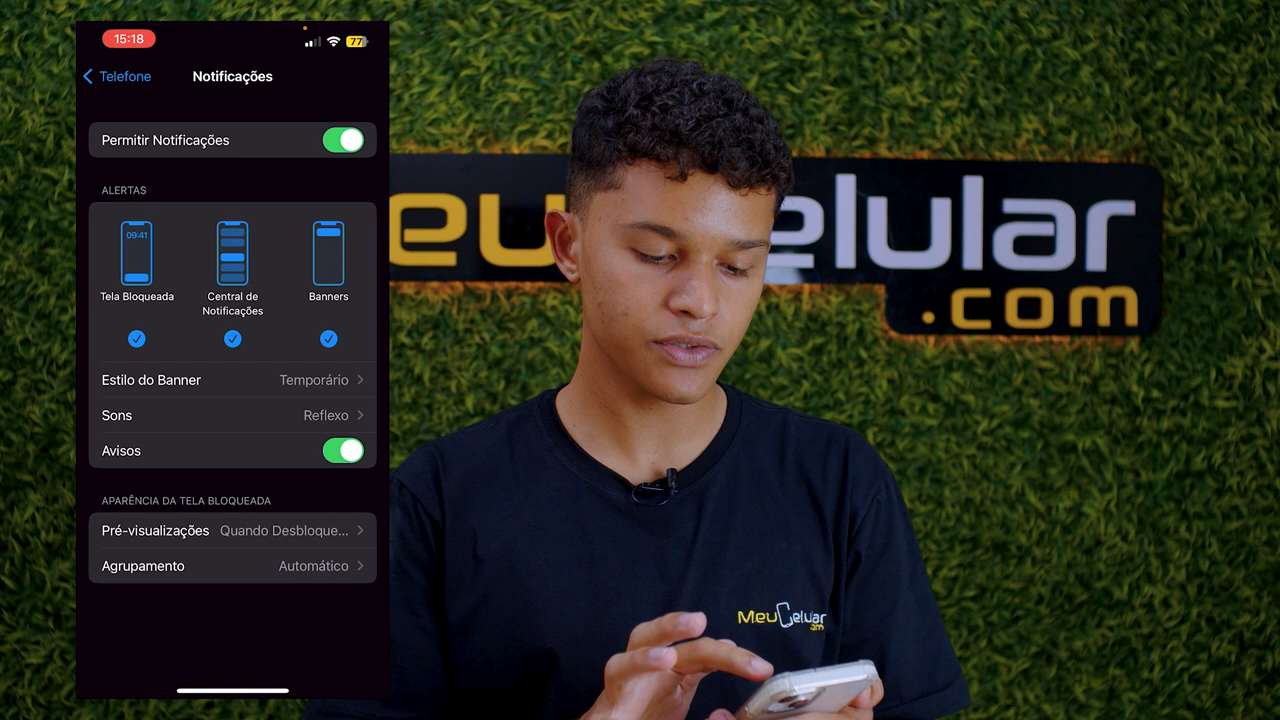 15:18
77
Telefone
Notificações
Permitir Notificações
ALERTAS
09:41
Tela Bloqueada
Central de
Notificações
Banners
Estilo do Banner
Temporário
Sons
Reflexo
Avisos
APARÊNCIA DA TELA BLOQUEADA
Pré-visualizações
Quando Desbloque...
Agrupamento
Automático
eu elular
.com
MeuCelular
.com